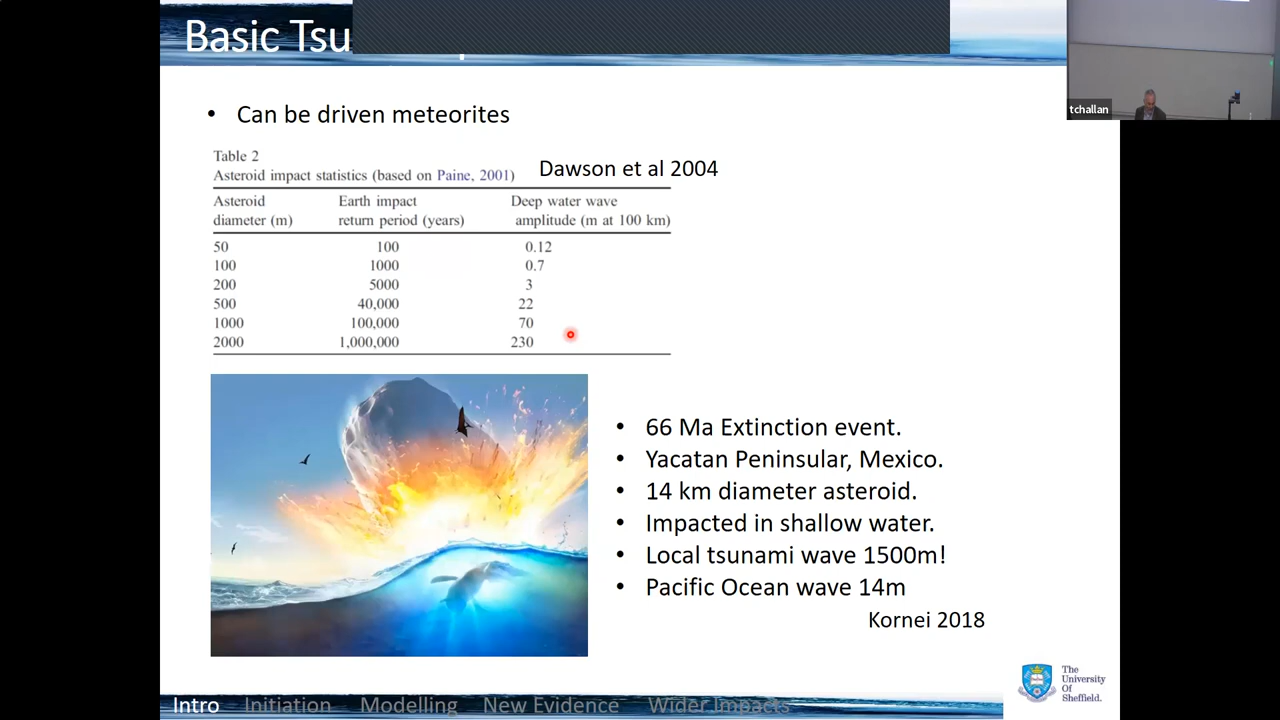 Basic Tsu
tchallan
• Can be driven meteorites
Table 2
Asteroid impact statistics (based on Paine, 2001)
Dawson et al 2004
Asteroid diameter (m) Earth impact return period (years) Deep water wave amplitude (m at 100 km)
50 100 0.12
100 1000 0.7
200 5000 3
500 40,000 22
1000 100,000 70
2000 1,000,000 230
• 66 Ma Extinction event.
• Yacatan Peninsular, Mexico.
• 14 km diameter asteroid.
• Impacted in shallow water.
• Local tsunami wave 1500m!
• Pacific Ocean wave 14m
Kornei 2018
The
University
Of
Sheffield.
Intro Initiation Modelling New Evidence Wider Impacts